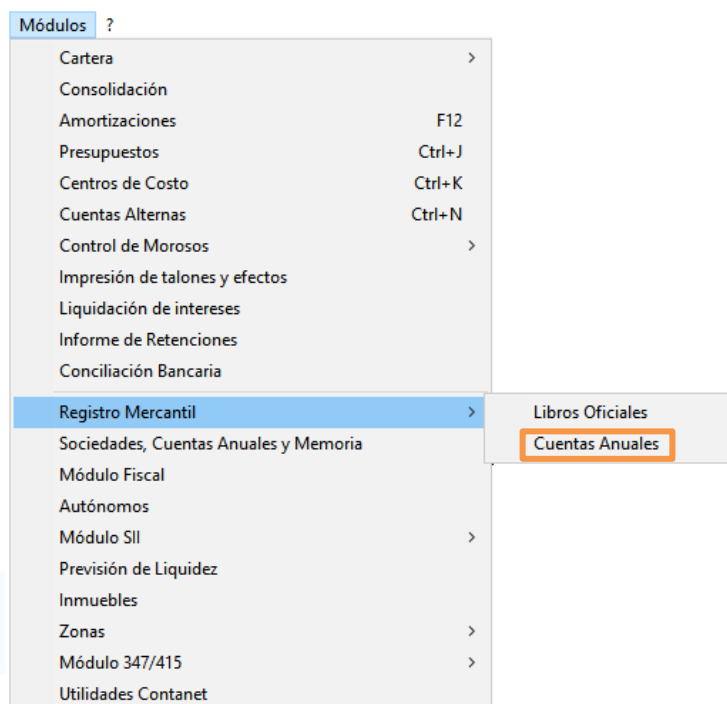 Módulos ?
Cartera >
Consolidación
Amortizaciones F12
Presupuestos Ctrl+J
Centros de Costo Ctrl+K
Cuentas Alternas Ctrl+N
Control de Morosos >
Impresión de talones y efectos
Liquidación de intereses
Informe de Retenciones
Conciliación Bancaria
Registro Mercantil > Libros Oficiales
Sociedades, Cuentas Anuales y Memoria Cuentas Anuales
Módulo Fiscal
Autónomos
Módulo SII >
Previsión de Liquidez
Inmuebles
Zonas >
Módulo 347/415 >
Utilidades Contanet